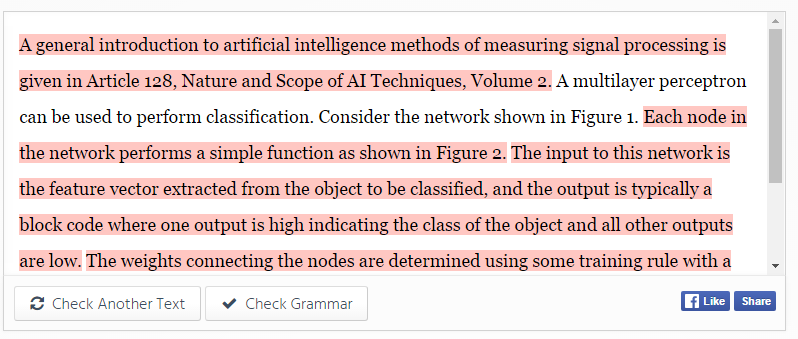 A general introduction to artificial intelligence methods of measuring signal processing is
given in Article 128, Nature and Scope of AI Techniques, Volume 2. A multilayer perceptron
can be used to perform classification. Consider the network shown in Figure 1. Each node in
the network performs a simple function as shown in Figure 2. The input to this network is
the feature vector extracted from the object to be classified, and the output is typically a
block code where one output is high indicating the class of the object and all other outputs
are low. The weights connecting the nodes are determined using some training rule with a
Check Another Text
Check Grammar
Like
Share